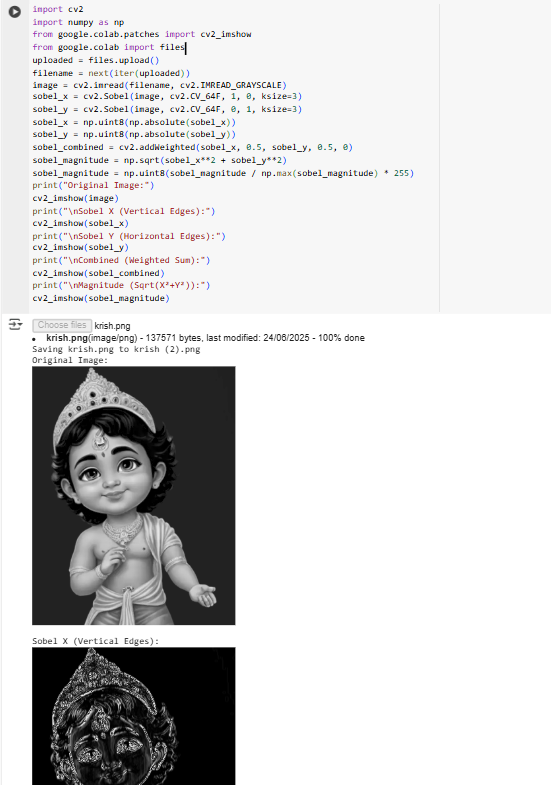 import cv2
import numpy as np
from google.colab.patches import cv2_imshow
from google.colab import files
uploaded = files.upload()
filename = next(iter(uploaded))
image = cv2.imread(filename, cv2.IMREAD_GRAYSCALE)
sobel_x = cv2.Sobel(image, cv2.CV_64F, 1, 0, ksize=3)
sobel_y = cv2.Sobel(image, cv2.CV_64F, 0, 1, ksize=3)
sobel_x = np.uint8(np.absolute(sobel_x))
sobel_y = np.uint8(np.absolute(sobel_y))
sobel_combined = cv2.addWeighted(sobel_x, 0.5, sobel_y, 0.5, 0)
sobel_magnitude = np.sqrt(sobel_x**2 + sobel_y**2)
sobel_magnitude = np.uint8(sobel_magnitude / np.max(sobel_magnitude) * 255)
print("Original Image:")
cv2_imshow(image)
print("\nSobel X (Vertical Edges):")
cv2_imshow(sobel_x)
print("\nSobel Y (Horizontal Edges):")
cv2_imshow(sobel_y)
print("\nCombined (Weighted Sum):")
cv2_imshow(sobel_combined)
print("\nMagnitude (Sqrt(X²+Y²)):")
cv2_imshow(sobel_magnitude)
Choose files krish.png
• krish.png(image/png) - 137571 bytes, last modified: 24/06/2025 - 100% done
Saving krish.png to krish (2).png
Original Image:
Sobel X (Vertical Edges):